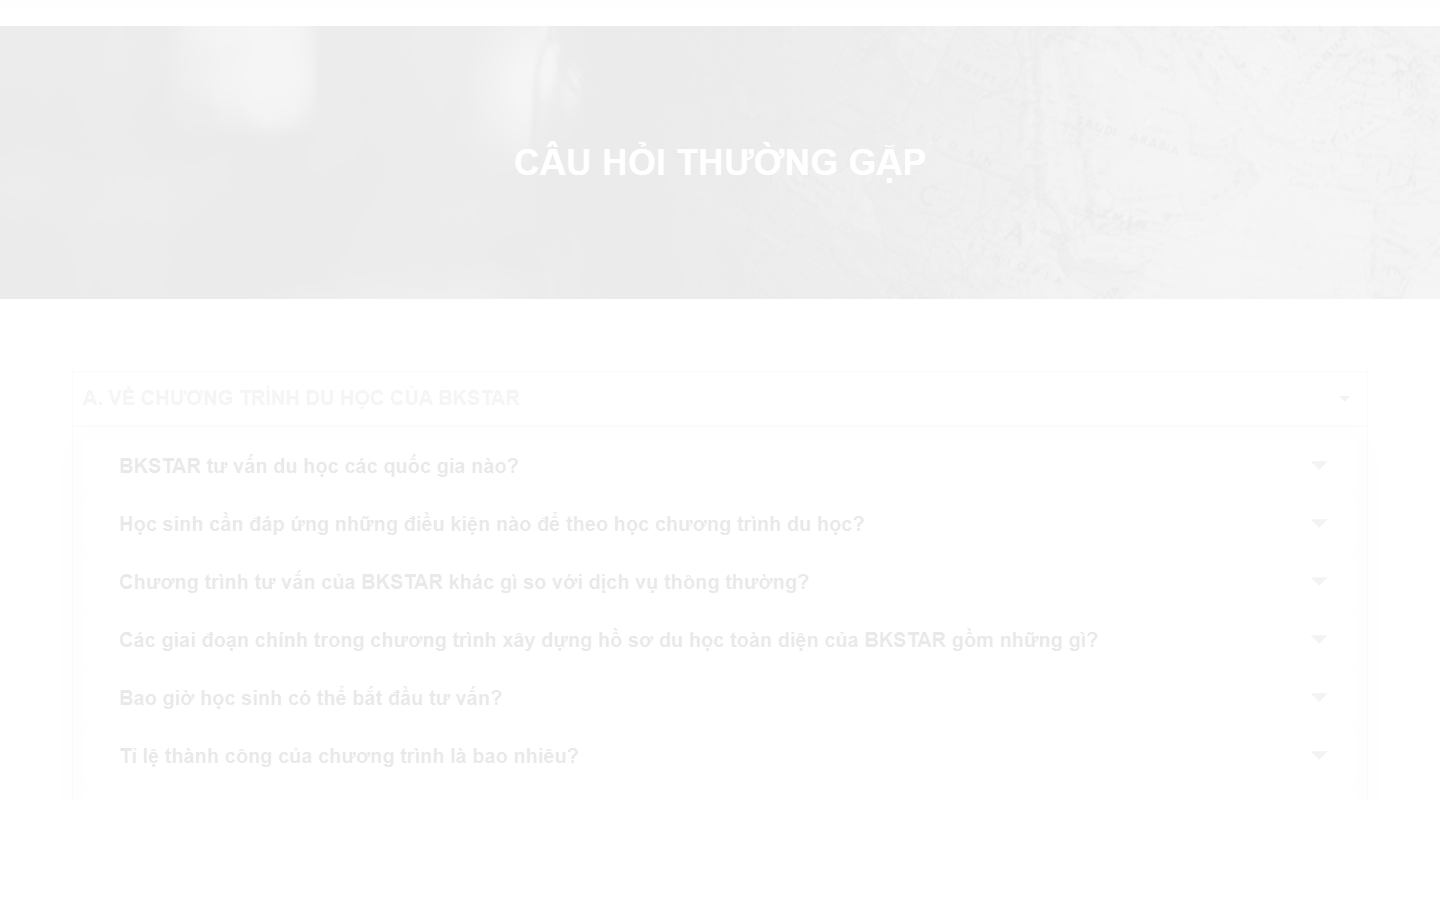 CÂU HỎI THƯỜNG GẶP
SAUDI ARABIA
A. VỀ CHƯƠNG TRÌNH DU HỌC CỦA BKSTAR
BKSTAR tư vấn du học các quốc gia nào?
Học sinh cần đáp ứng những điều kiện nào để theo học chương trình du học?
Chương trình tư vấn của BKSTAR khác gì so với dịch vụ thông thường?
Các giai đoạn chính trong chương trình xây dựng hồ sơ du học toàn diện của BKSTAR gồm những gì?
Bao giờ học sinh có thể bắt đầu tư vấn?
Tỉ lệ thành công của chương trình là bao nhiêu?